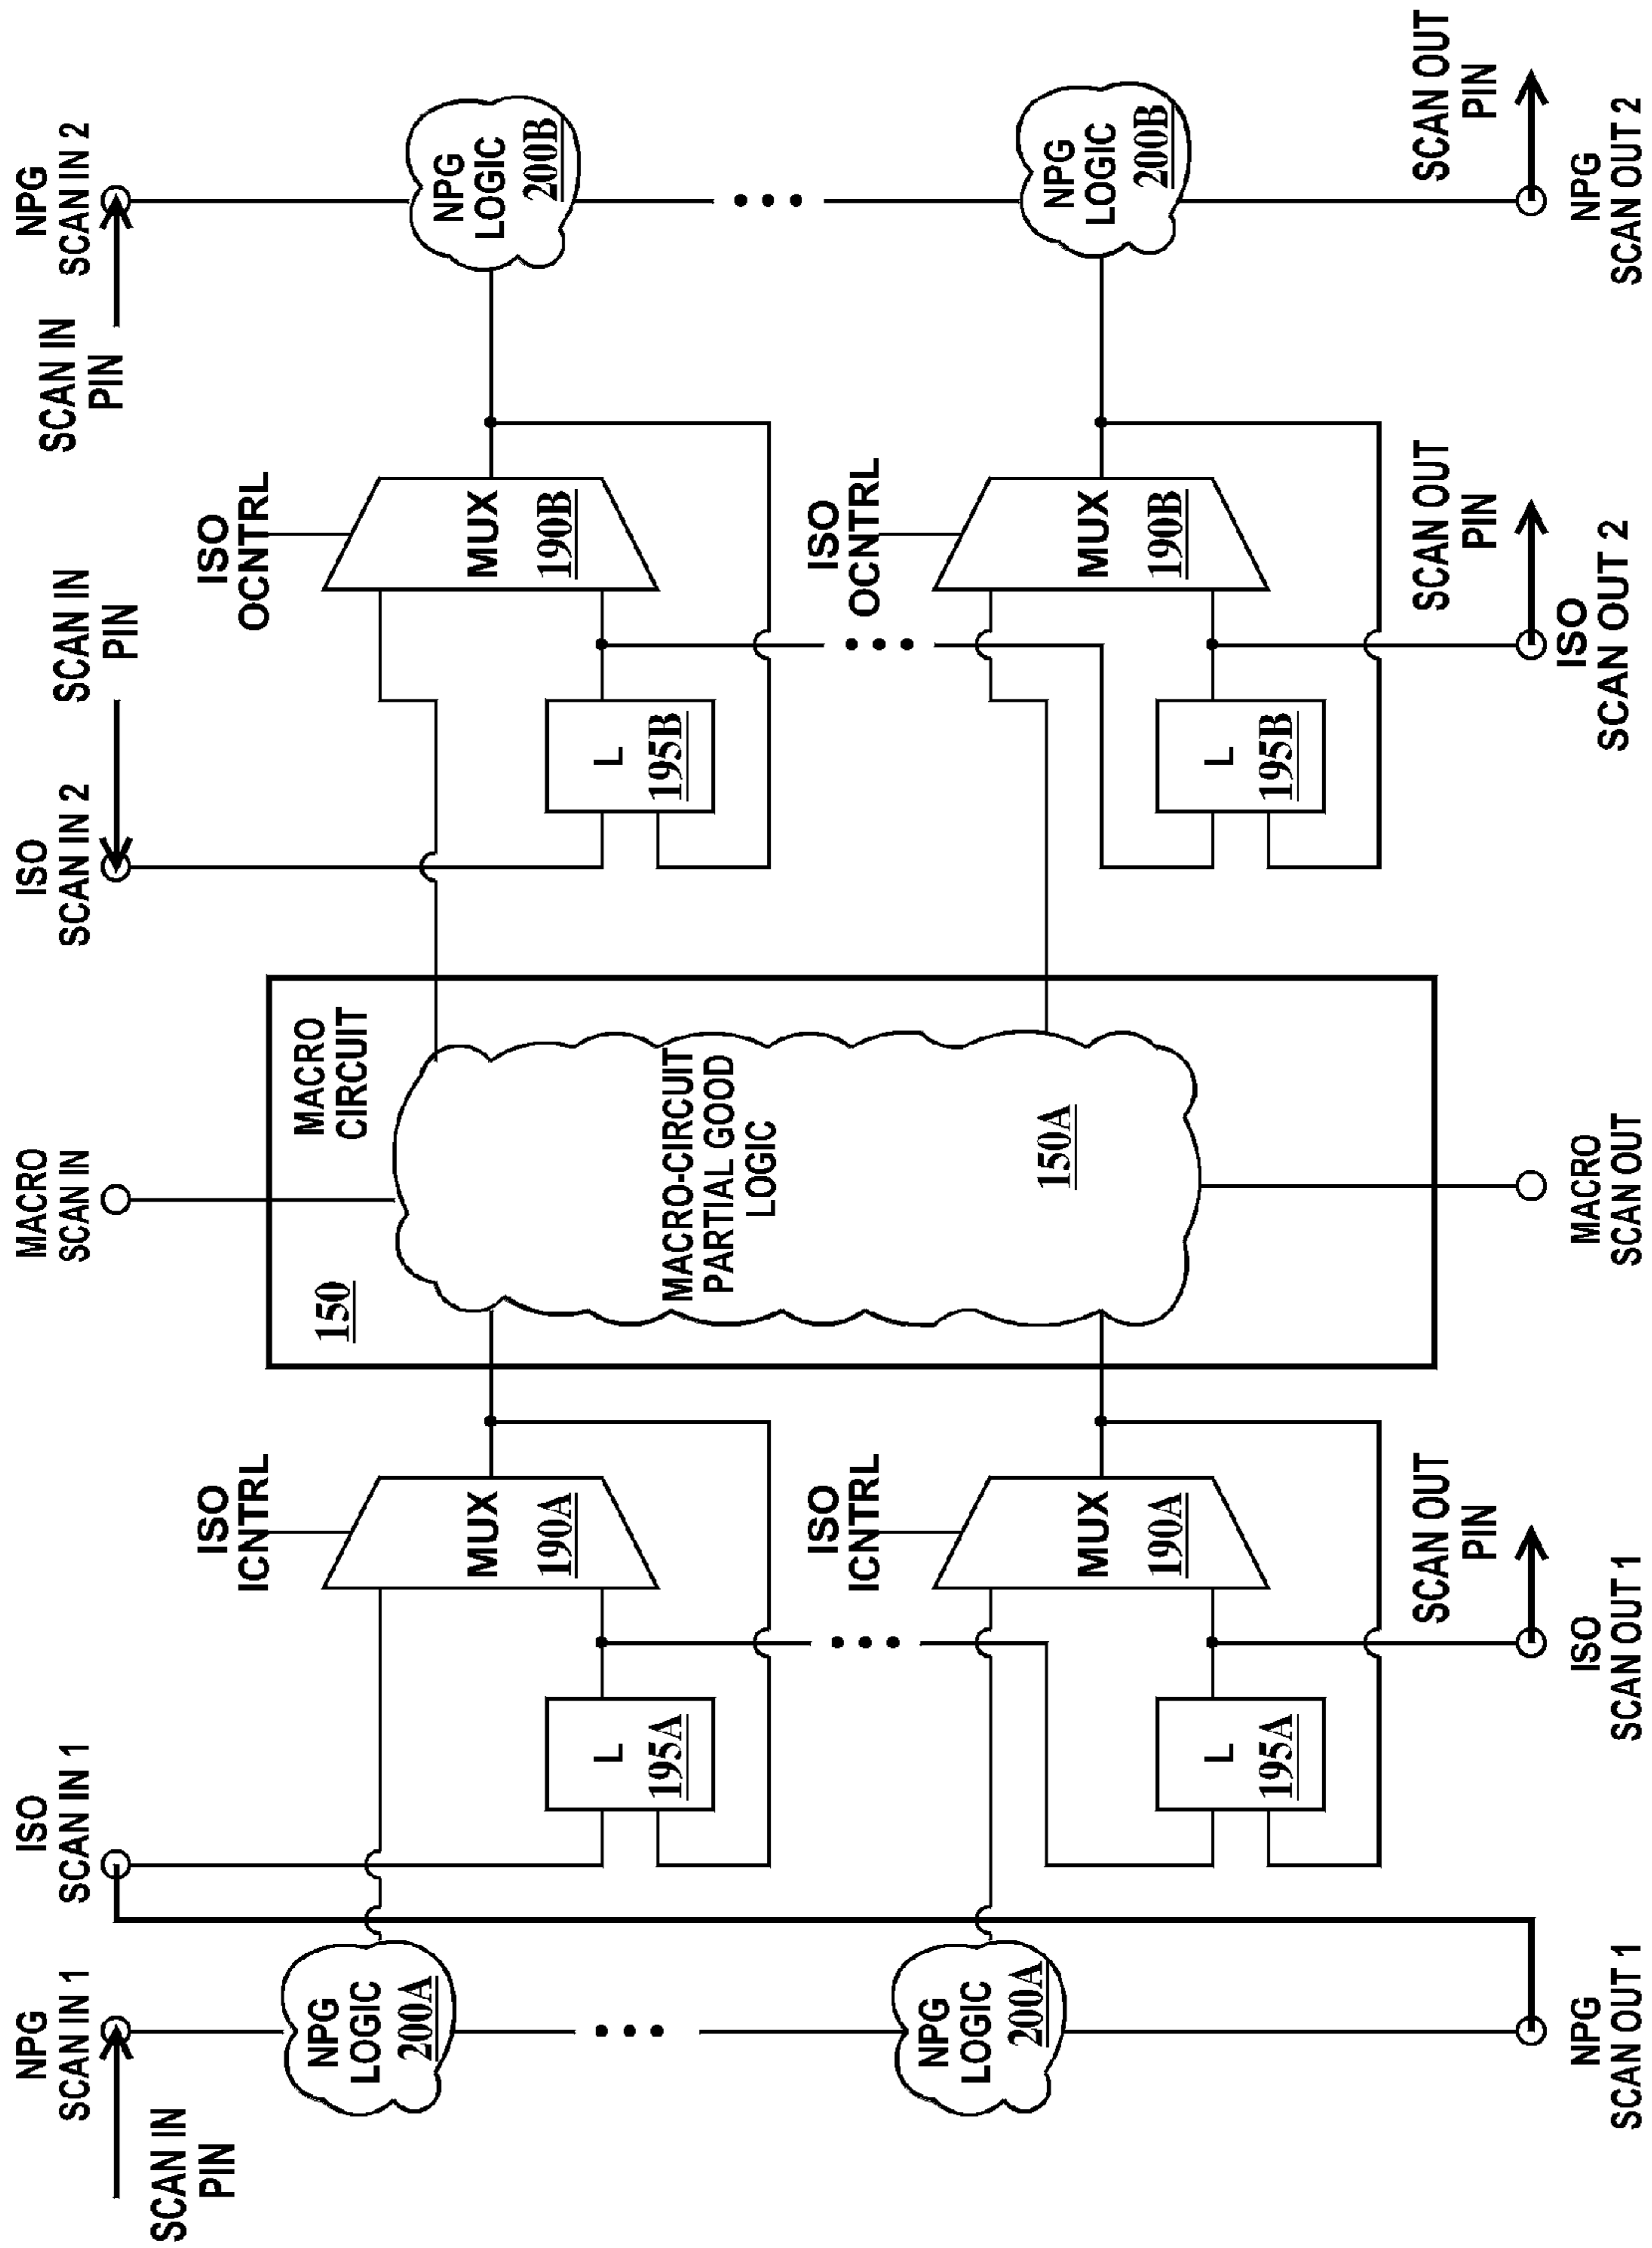 NPG
SCAN IN 1
ISO
SCAN IN 1
MACRO
SCAN IN
ISO
SCAN IN 2
NPG
SCAN IN 2
SCAN IN
PIN
SCAN IN
PIN
SCAN IN
PIN
ISO
ICNTRL
ISO
OCNTRL
150
MACRO
CIRCUIT
NPG
LOGIC
200A
MUX
190A
L
195A
MUX
190B
L
195B
NPG
LOGIC
200B
MACRO-CIRCUIT
PARTIAL GOOD
LOGIC
150A
ISO
ICNTRL
ISO
OCNTRL
NPG
LOGIC
200A
MUX
190A
L
195A
MUX
190B
L
195B
NPG
LOGIC
200B
SCAN OUT
PIN
SCAN OUT
PIN
SCAN OUT
PIN
NPG
SCAN OUT 1
ISO
SCAN OUT 1
MACRO
SCAN OUT
ISO
SCAN OUT 2
NPG
SCAN OUT 2